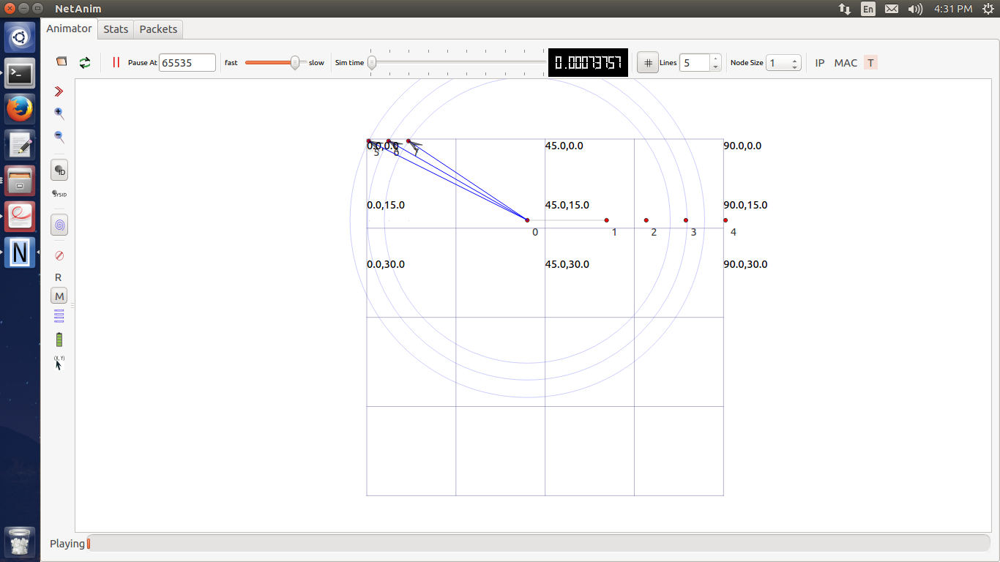 NetAnim
En
4:31 PM
Animator
Stats
Packets
Pause At
65535
fast
slow
Sim time
0.00073757
#
Lines
5
Node Size
1
IP
MAC
T
ID
SYSID
R
M
(X, Y)
0.0,0.0
45.0,0.0
90.0,0.0
5
6
7
0.0,15.0
45.0,15.0
90.0,15.0
0
1
2
3
4
0.0,30.0
45.0,30.0
90.0,30.0
N
Playing